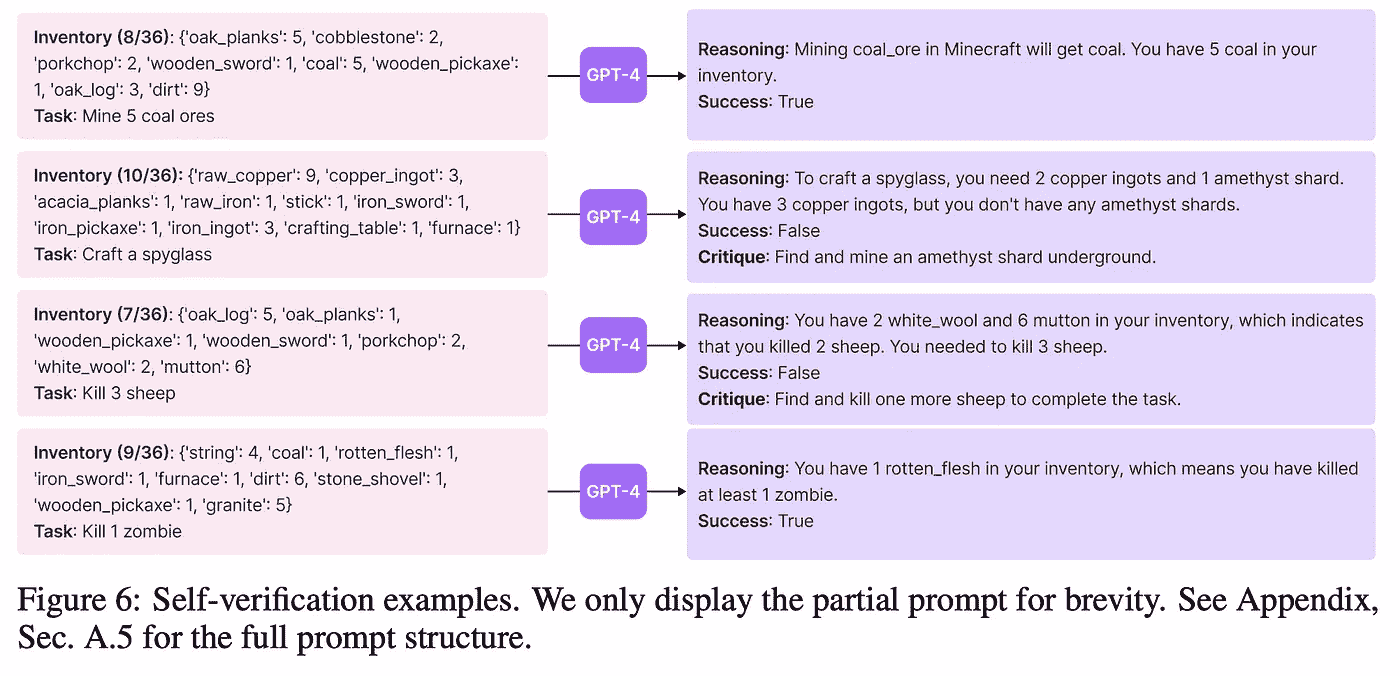 Inventory (8/36): {'oak_planks': 5, 'cobblestone': 2,
'porkchop': 2, 'wooden_sword': 1, 'coal': 5, 'wooden_pickaxe':
1, 'oak_log': 3, 'dirt': 9}
Task: Mine 5 coal ores
GPT-4
Reasoning: Mining coal_ore in Minecraft will get coal. You have 5 coal in your
inventory.
Success: True
Inventory (10/36): {'raw_copper': 9, 'copper_ingot': 3,
'acacia_planks': 1, 'raw_iron': 1, 'stick': 1, 'iron_sword': 1,
'iron_pickaxe': 1, 'iron_ingot': 3, 'crafting_table': 1, 'furnace': 1}
Task: Craft a spyglass
GPT-4
Reasoning: To craft a spyglass, you need 2 copper ingots and 1 amethyst shard.
You have 3 copper ingots, but you don't have any amethyst shards.
Success: False
Critique: Find and mine an amethyst shard underground.
Inventory (7/36): {'oak_log': 5, 'oak_planks': 1,
'wooden_pickaxe': 1, 'wooden_sword': 1, 'porkchop': 2,
'white_wool': 2, 'mutton': 6}
Task: Kill 3 sheep
GPT-4
Reasoning: You have 2 white_wool and 6 mutton in your inventory, which indicates
that you killed 2 sheep. You needed to kill 3 sheep.
Success: False
Critique: Find and kill one more sheep to complete the task.
Inventory (9/36): {'string': 4, 'coal': 1, 'rotten_flesh': 1,
'iron_sword': 1, 'furnace': 1, 'dirt': 6, 'stone_shovel': 1,
'wooden_pickaxe': 1, 'granite': 5}
Task: Kill 1 zombie
GPT-4
Reasoning: You have 1 rotten_flesh in your inventory, which means you have killed
at least 1 zombie.
Success: True
Figure 6: Self-verification examples. We only display the partial prompt for brevity. See Appendix,
Sec. A.5 for the full prompt structure.